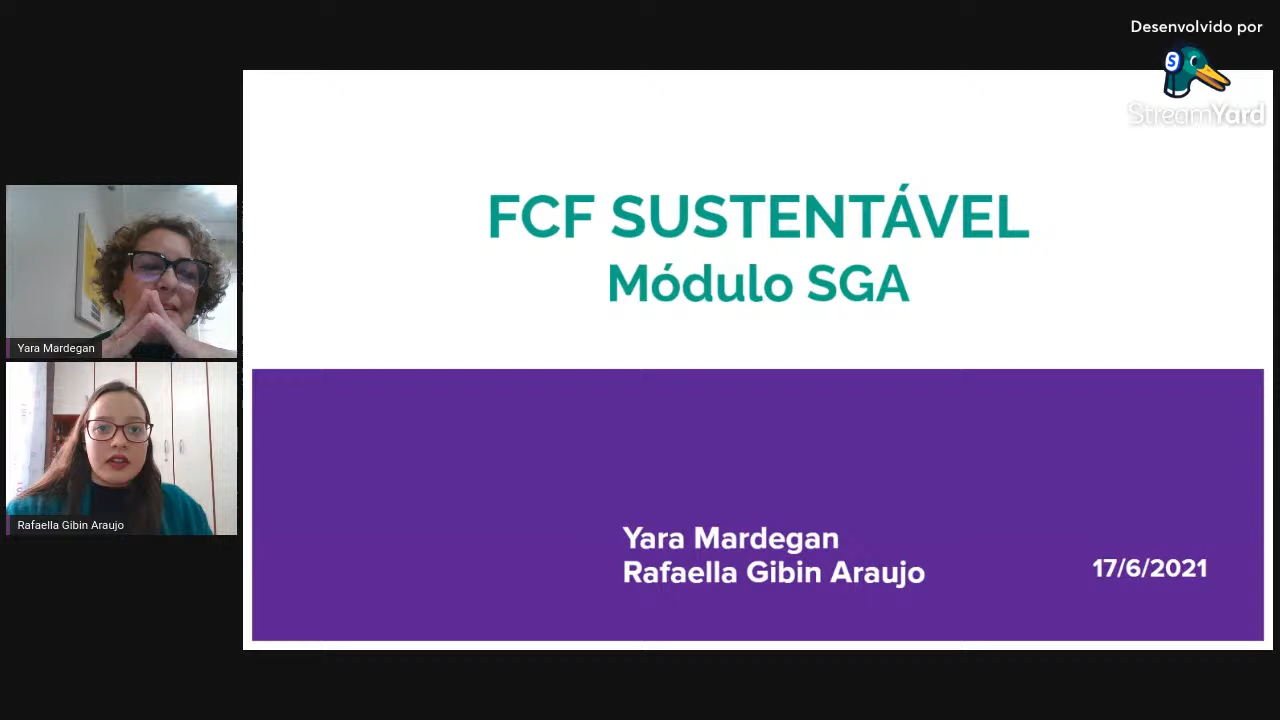 Desenvolvido por
S
StreamYard
FCF SUSTENTÁVEL
Módulo SGA
Yara Mardegan
Rafaella Gibin Araujo
Yara Mardegan
Rafaella Gibin Araujo
17/6/2021